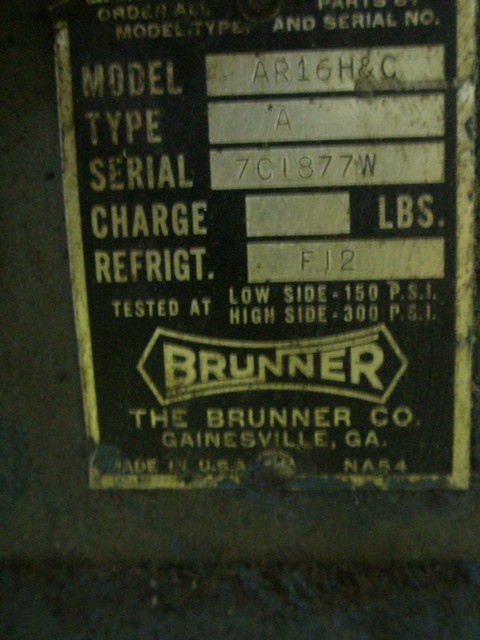 ORDER ALL PARTS BY
MODEL, TYPE, AND SERIAL NO.
MODEL AR16H&C
TYPE A
SERIAL 7C1877W
CHARGE LBS.
REFRIGT. F12
TESTED AT LOW SIDE-150 P.S.I.
HIGH SIDE-300 P.S.I.
BRUNNER
THE BRUNNER CO.
GAINESVILLE, GA.
MADE IN U.S.A. NA54